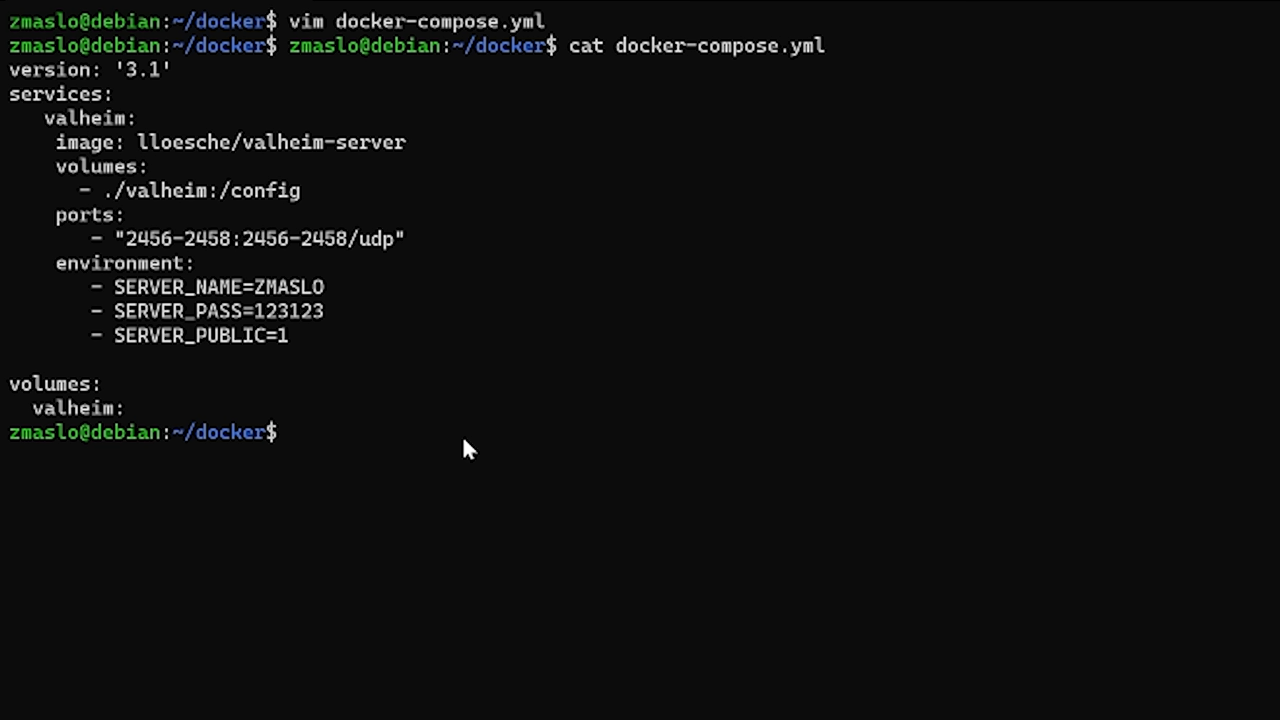 zmaslo@debian:~/docker$ vim docker-compose.yml
zmaslo@debian:~/docker$ zmaslo@debian:~/docker$ cat docker-compose.yml
version: '3.1'
services:
   valheim:
    image: lloesche/valheim-server
    volumes:
      - ./valheim:/config
    ports:
       - "2456-2458:2456-2458/udp"
    environment:
       - SERVER_NAME=ZMASLO
       - SERVER_PASS=123123
       - SERVER_PUBLIC=1

volumes:
  valheim:
zmaslo@debian:~/docker$